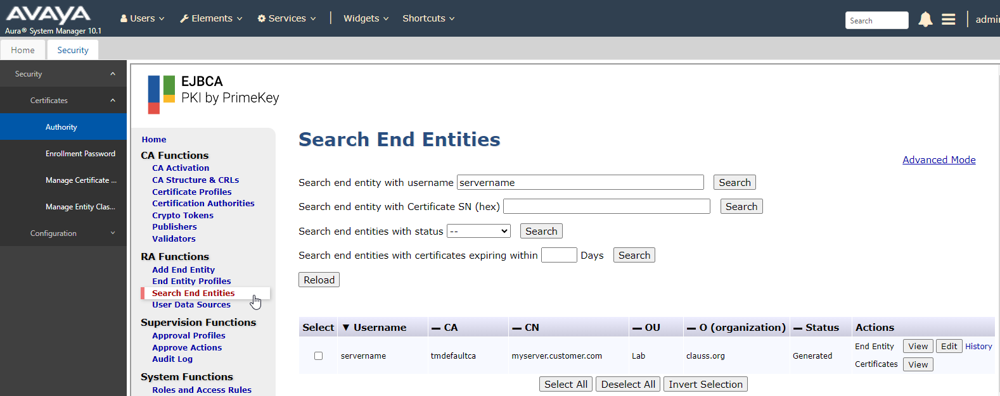 AVAYA
Aura® System Manager 10.1
Users
Elements
Services
Widgets
Shortcuts
Search
Home
Security
Security
Certificates
Authority
Enrollment Password
Manage Certificate ...
Manage Entity Clas...
Configuration
EJBCA
PKI by PrimeKey
Home
CA Functions
CA Activation
CA Structure & CRLs
Certificate Profiles
Certification Authorities
Crypto Tokens
Publishers
Validators
RA Functions
Add End Entity
End Entity Profiles
Search End Entities
User Data Sources
Supervision Functions
Approval Profiles
Approve Actions
Audit Log
System Functions
Roles and Access Rules
Search End Entities
Advanced Mode
Search end entity with username servername Search
Search end entity with Certificate SN (hex) Search
Search end entities with status -- Search
Search end entities with certificates expiring within Days Search
Reload
Select ▼ Username — CA — CN — OU — O (organization) — Status Actions
servername tmdefaultca myserver.customer.com Lab clauss.org Generated
End Entity View Edit History
Certificates View
Select All Deselect All Invert Selection